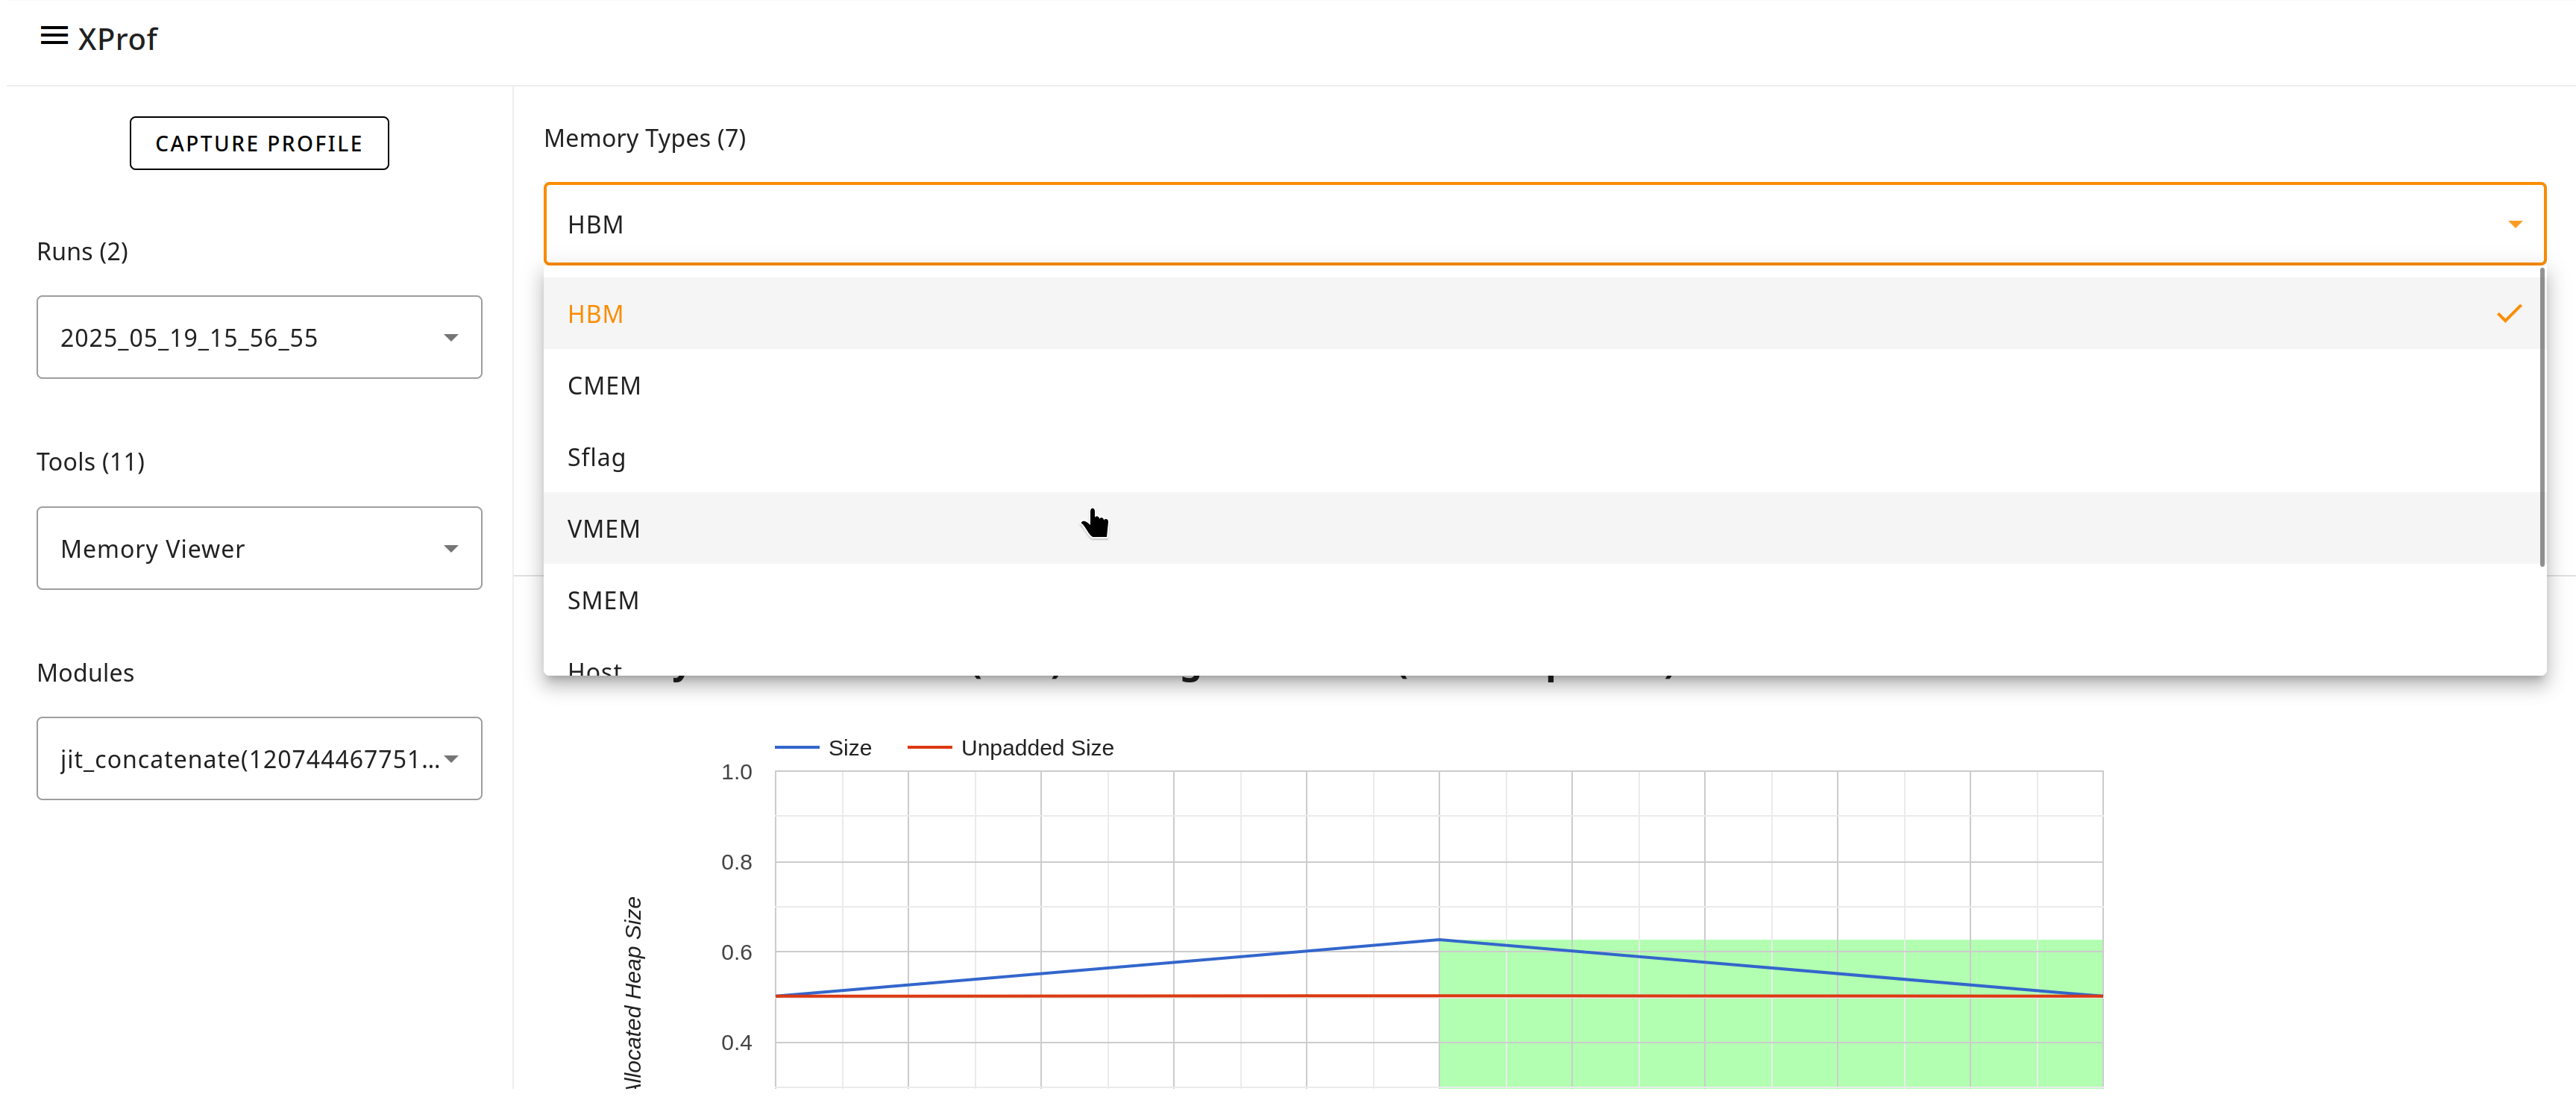 XProf
CAPTURE PROFILE
Runs (2)
2025_05_19_15_56_55
Tools (11)
Memory Viewer
Modules
jit_concatenate(120744467751...
Memory Types (7)
HBM
HBM
CMEM
Sflag
VMEM
SMEM
Host
Size
Unpadded Size
1.0
0.8
0.6
0.4
Allocated Heap Size